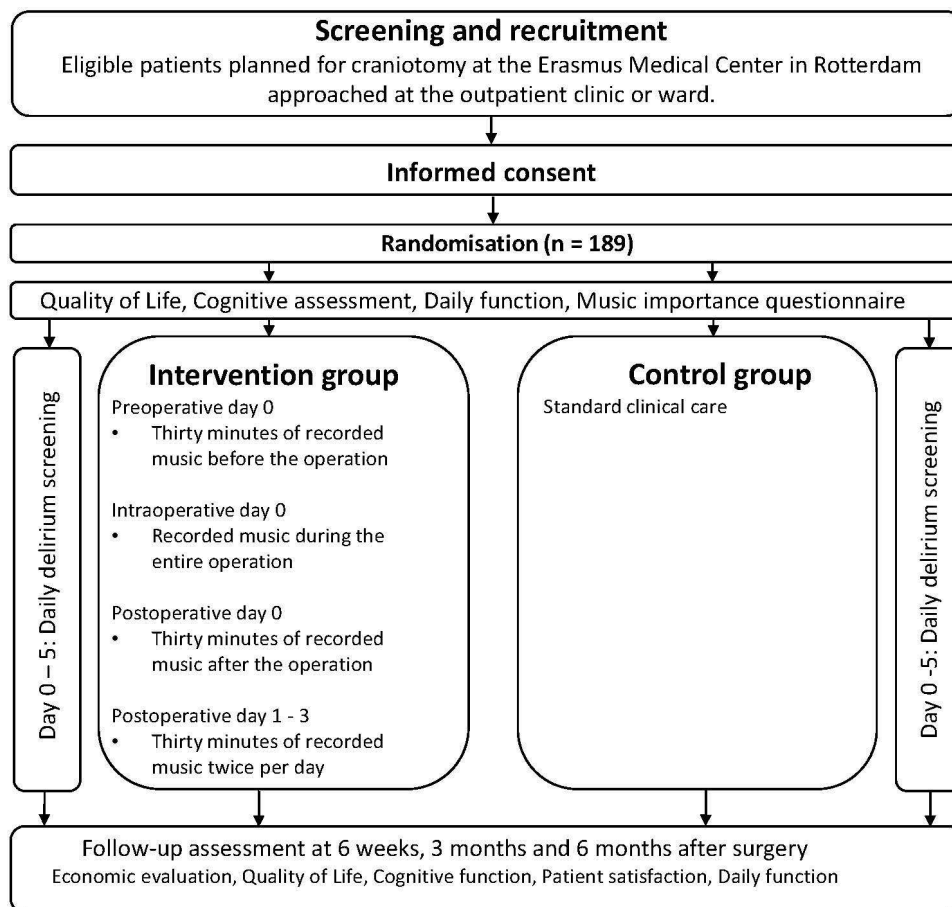 Screening and recruitment
Eligible patients planned for craniotomy at the Erasmus Medical Center in Rotterdam
approached at the outpatient clinic or ward.
Informed consent
Randomisation (n = 189)
Quality of Life, Cognitive assessment, Daily function, Music importance questionnaire
Day 0 – 5: Daily delirium screening
Intervention group
Preoperative day 0
• Thirty minutes of recorded
music before the operation
Intraoperative day 0
• Recorded music during the
entire operation
Postoperative day 0
• Thirty minutes of recorded
music after the operation
Postoperative day 1 - 3
• Thirty minutes of recorded
music twice per day
Control group
Standard clinical care
Day 0 -5: Daily delirium screening
Follow-up assessment at 6 weeks, 3 months and 6 months after surgery
Economic evaluation, Quality of Life, Cognitive function, Patient satisfaction, Daily function